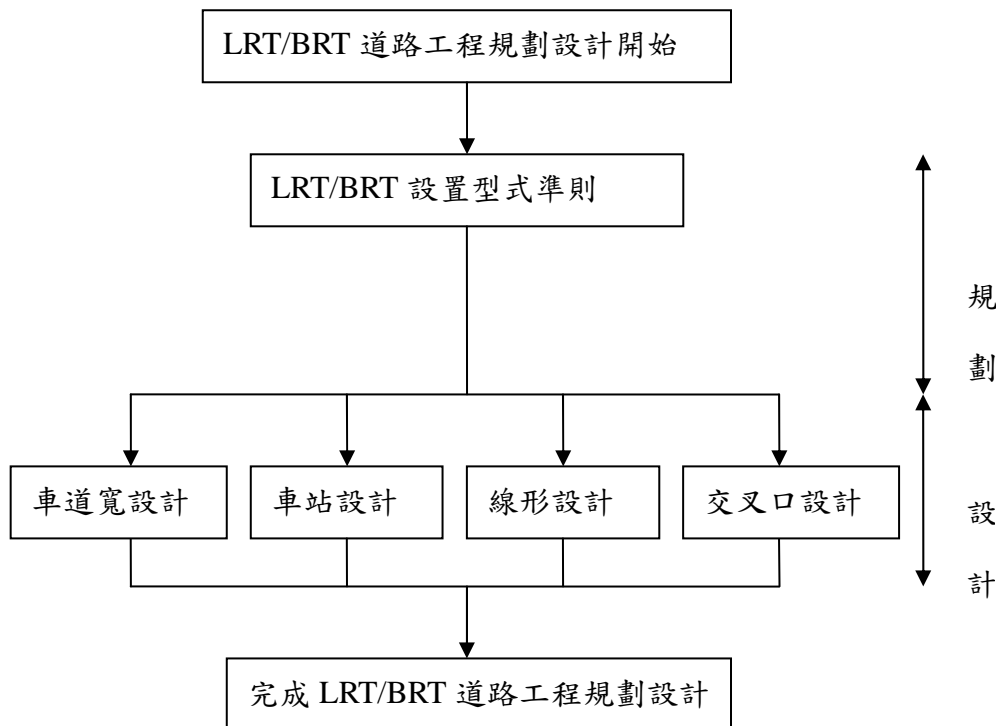 LRT/BRT 道路工程規劃設計開始
LRT/BRT 設置型式準則
規
劃
車道寬設計
車站設計
線形設計
交叉口設計
設
計
完成 LRT/BRT 道路工程規劃設計